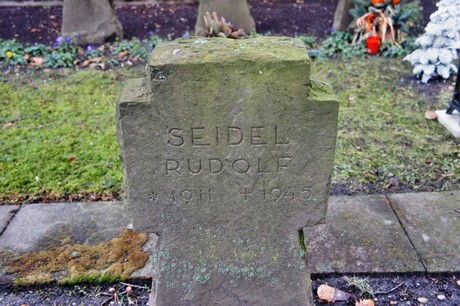 SEIDEL
RUDOLF
* 1911 + 1945